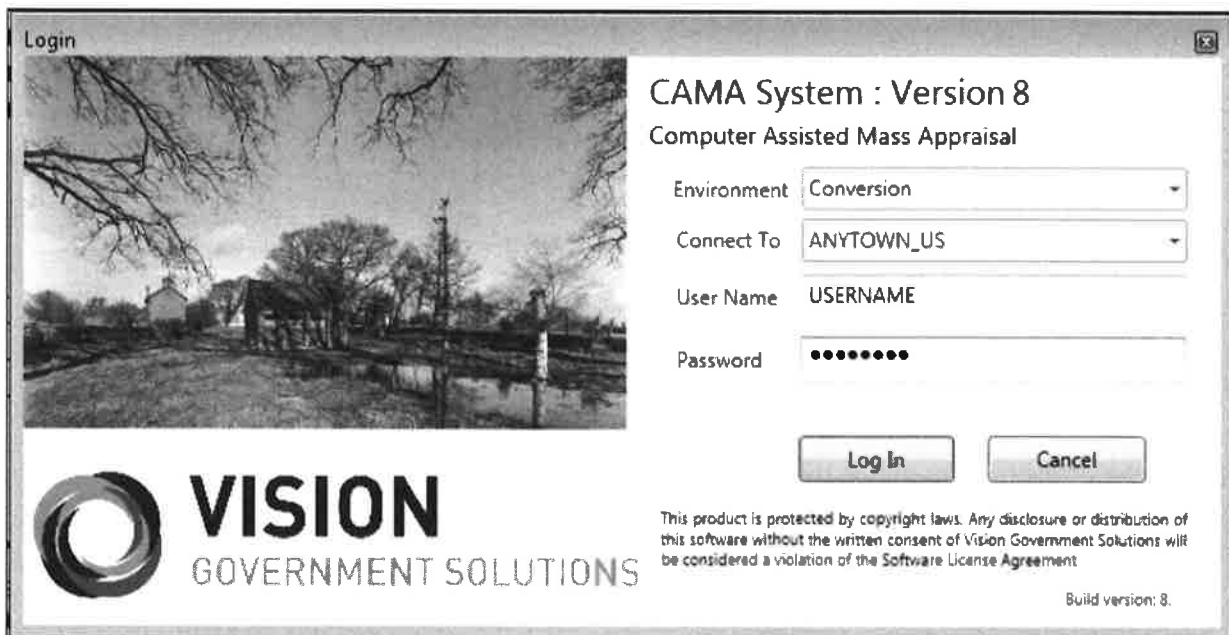 Login
CAMA System : Version 8
Computer Assisted Mass Appraisal
Environment Conversion
Connect To ANYTOWN_US
User Name USERNAME
Password ••••••••
Log In Cancel
VISION
GOVERNMENT SOLUTIONS
This product is protected by copyright laws. Any disclosure or distribution of
this software without the written consent of Vision Government Solutions will
be considered a violation of the Software License Agreement
Build version: 8.